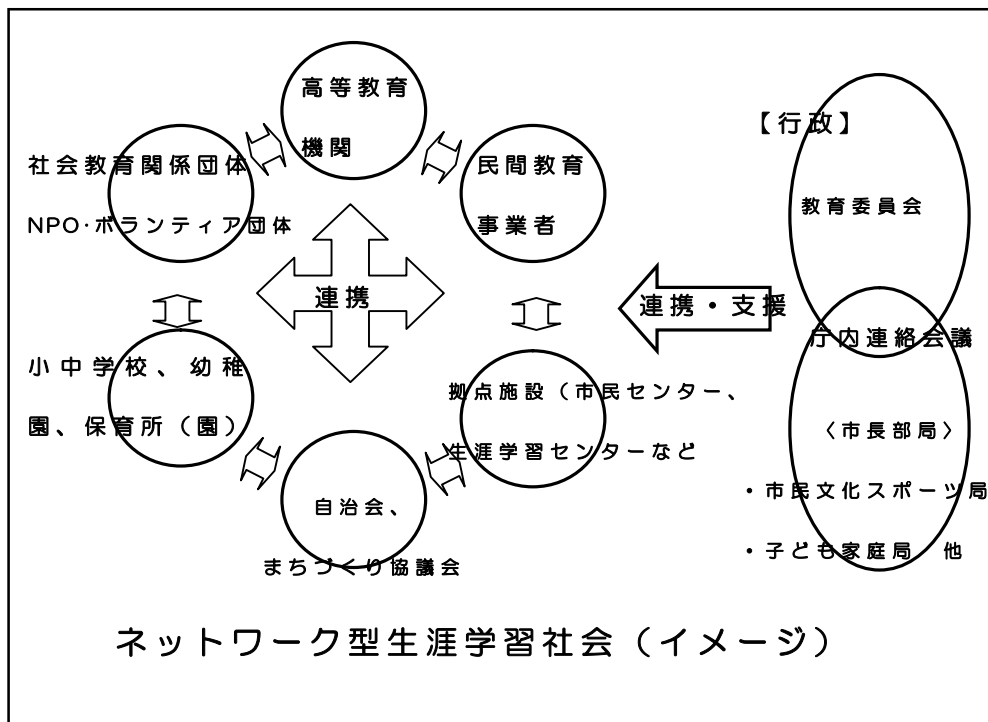 高等教育
機関
社会教育関係団体
NPO・ボランティア団体
民間教育
事業者
連携
小中学校、幼稚
園、保育所（園）
拠点施設（市民センター、
生涯学習センターなど
自治会、
まちづくり協議会
連携・支援
【行政】
教育委員会
庁内連絡会議
〈市長部局〉
・市民文化スポーツ局
・子ども家庭局　他
ネットワーク型生涯学習社会（イメージ）